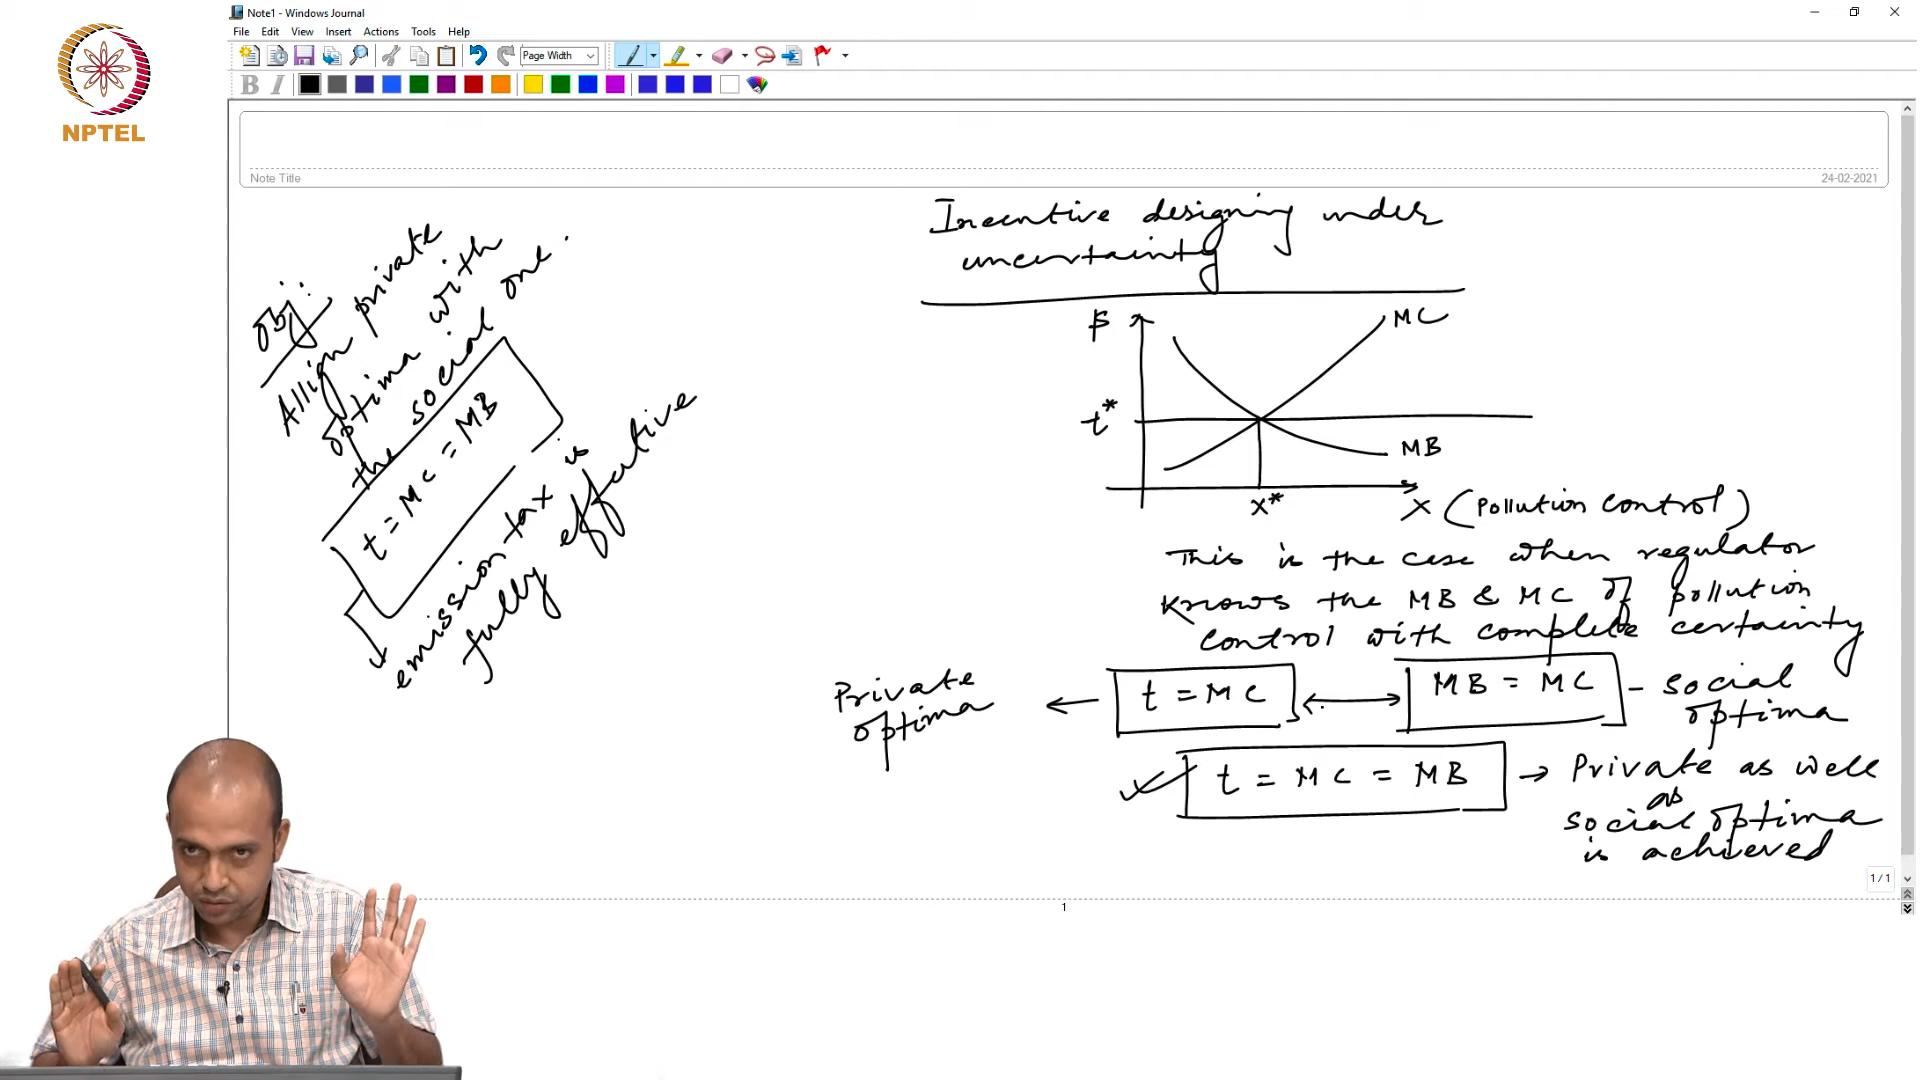 Note1 - Windows Journal
File Edit View Insert Actions Tools Help
Page Width
B I
NPTEL
Note Title
24-02-2021
Incentive designing under
uncertainty
Obj:
Allign private
optima with
the social one.
t = MC = MB
emission tax is
fully effective
$
MC
t*
MB
x*
X (Pollution control)
This is the case when regulator
knows the MB & MC of pollution
control with complete certainty
Private
optima
t = MC
MB = MC - social
optima
t = MC = MB → Private as well
as
social optima
is achieved
1 / 1
1